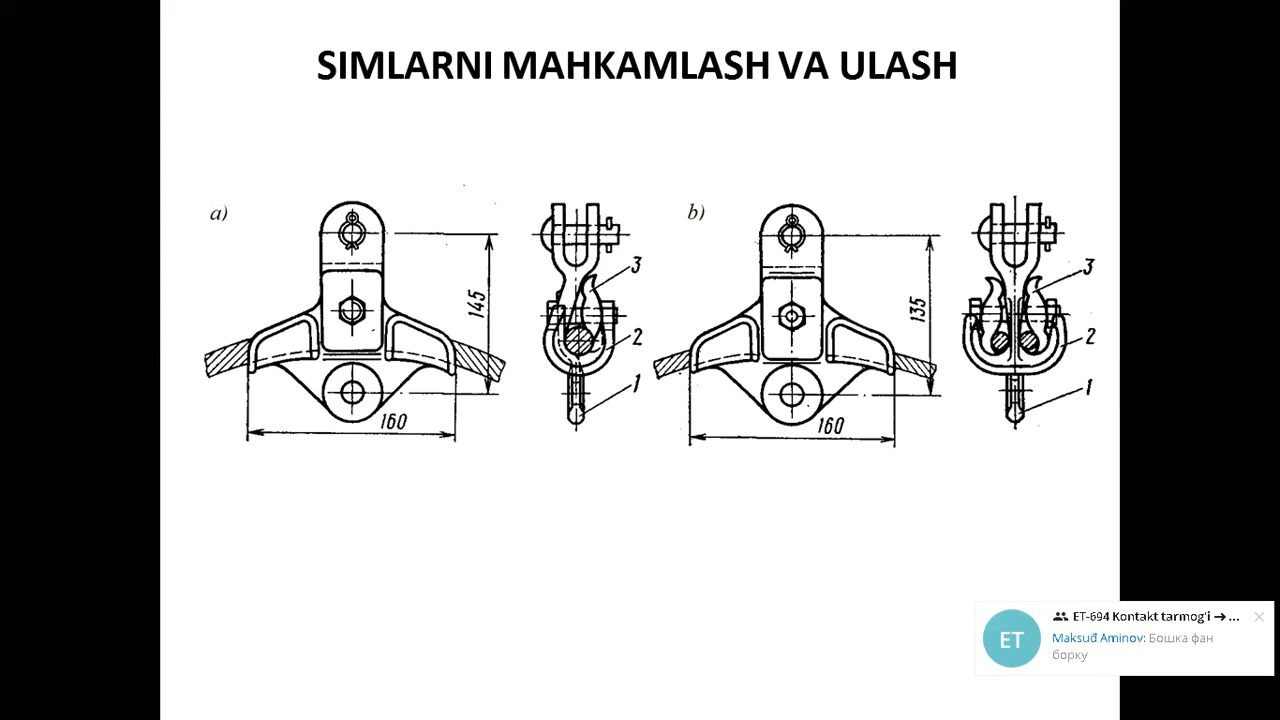 SIMLARNI MAHKAMLASH VA ULASH
a)
145
160
3
2
1
b)
135
160
3
2
1
ET
ET-694 Kontakt tarmog'i → ...
Maksud Aminov: Бошка фан
борку